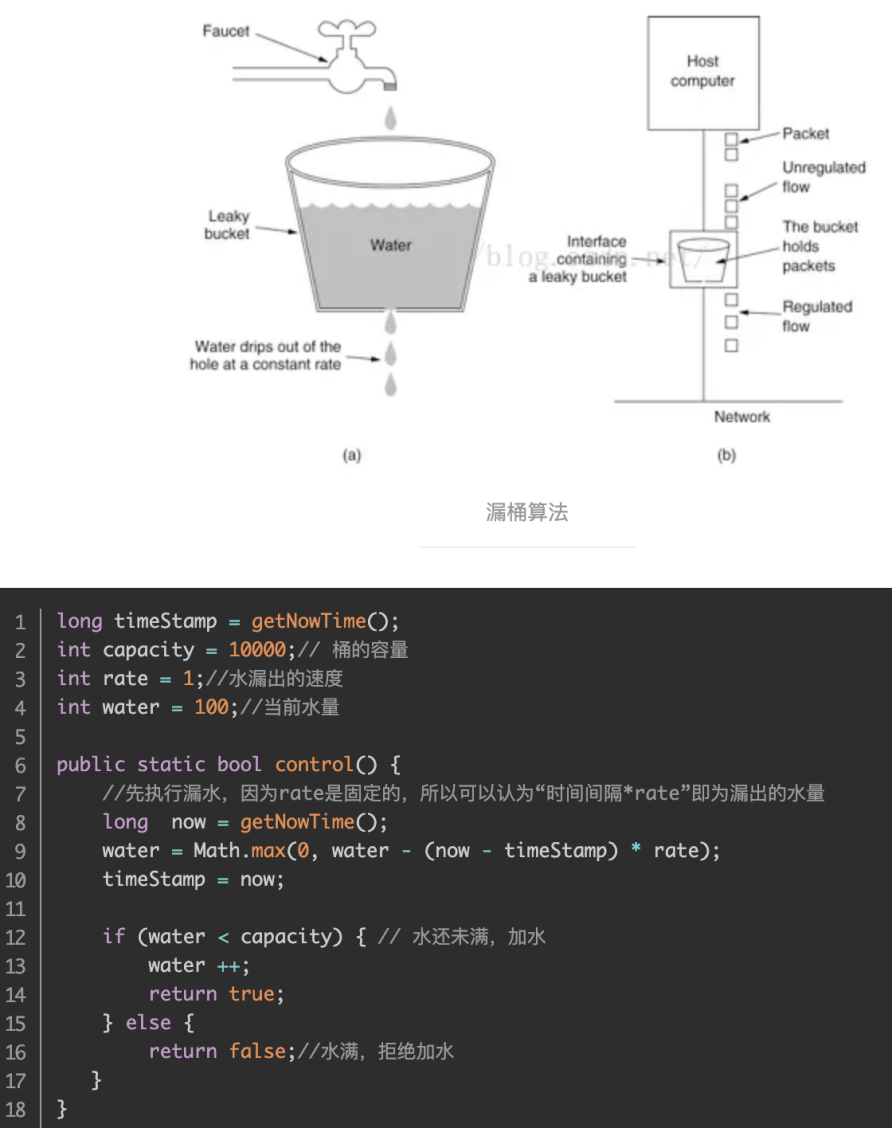 Faucet
Leaky
bucket
Water
Water drips out of the
hole at a constant rate
(a)
Host
computer
Packet
Unregulated
flow
Interface
containing
a leaky bucket
The bucket
holds
packets
Regulated
flow
Network
(b)
漏桶算法
1 long timeStamp = getNowTime();
2 int capacity = 10000;// 桶的容量
3 int rate = 1;//水漏出的速度
4 int water = 100;//当前水量
5
6 public static bool control() {
7 //先执行漏水，因为rate是固定的，所以可以认为“时间间隔*rate”即为漏出的水量
8 long  now = getNowTime();
9 water = Math.max(0, water - (now - timeStamp) * rate);
10 timeStamp = now;
11
12 if (water < capacity) { // 水还未满，加水
13 water ++;
14 return true;
15 } else {
16 return false;//水满，拒绝加水
17 }
18 }